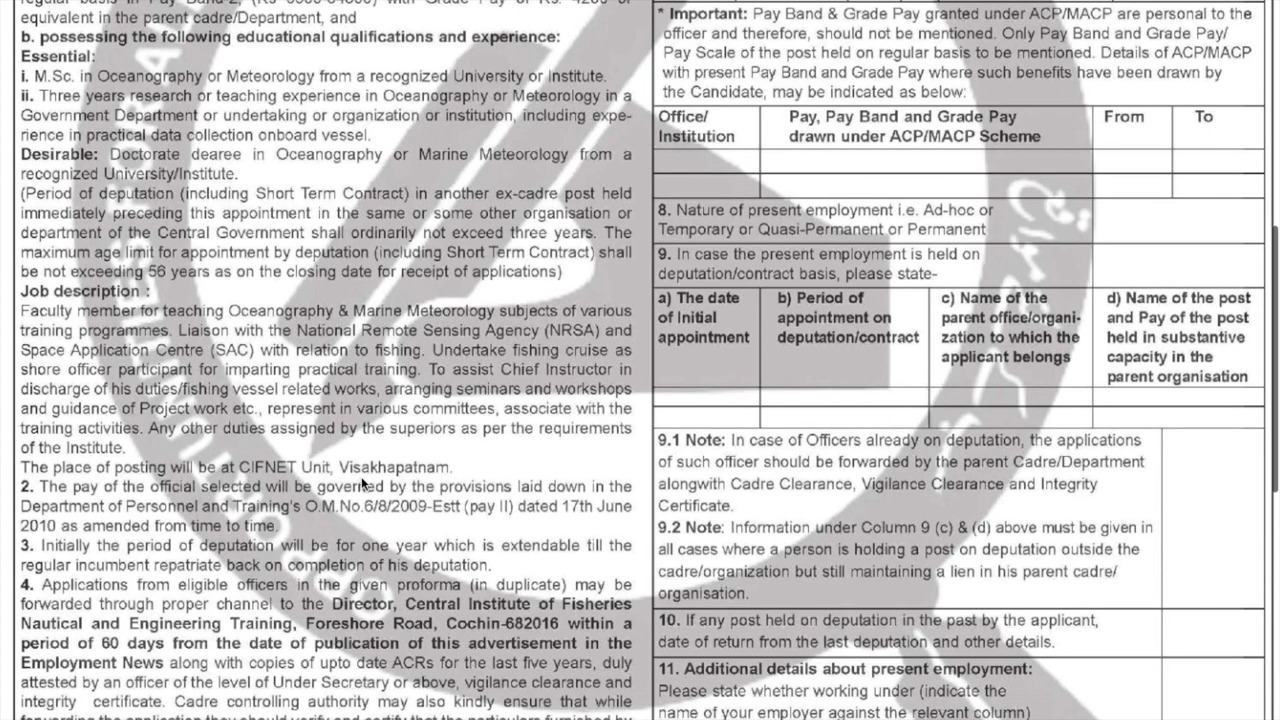 equivalent in the parent cadre/Department, and
b. possessing the following educational qualifications and experience:
Essential:
i. M.Sc. in Oceanography or Meteorology from a recognized University or Institute.
ii. Three years research or teaching experience in Oceanography or Meteorology in a
Government Department or undertaking or organization or institution, including expe-
rience in practical data collection onboard vessel.
Desirable: Doctorate dearee in Oceanography or Marine Meteorology from a
recognized University/Institute.
(Period of deputation (including Short Term Contract) in another ex-cadre post held
immediately preceding this appointment in the same or some other organisation or
department of the Central Government shall ordinarily not exceed three years. The
maximum age limit for appointment by deputation (including Short Term Contract) shall
be not exceeding 56 years as on the closing date for receipt of applications)
Job description :
Faculty member for teaching Oceanography & Marine Meteorology subjects of various
training programmes. Liaison with the National Remote Sensing Agency (NRSA) and
Space Application Centre (SAC) with relation to fishing. Undertake fishing cruise as
shore officer participant for imparting practical training. To assist Chief Instructor in
discharge of his duties/fishing vessel related works, arranging seminars and workshops
and guidance of Project work etc., represent in various committees, associate with the
training activities. Any other duties assigned by the superiors as per the requirements
of the Institute.
The place of posting will be at CIFNET Unit, Visakhapatnam.
2. The pay of the official selected will be governed by the provisions laid down in the
Department of Personnel and Training's O.M.No.6/8/2009-Estt (pay II) dated 17th June
2010 as amended from time to time.
3. Initially the period of deputation will be for one year which is extendable till the
regular incumbent repatriate back on completion of his deputation.
4. Applications from eligible officers in the given proforma (in duplicate) may be
forwarded through proper channel to the Director, Central Institute of Fisheries
Nautical and Engineering Training, Foreshore Road, Cochin-682016 within a
period of 60 days from the date of publication of this advertisement in the
Employment News along with copies of upto date ACRs for the last five years, duly
attested by an officer of the level of Under Secretary or above, vigilance clearance and
integrity certificate. Cadre controlling authority may also kindly ensure that while
* Important: Pay Band & Grade Pay granted under ACP/MACP are personal to the
officer and therefore, should not be mentioned. Only Pay Band and Grade Pay/
Pay Scale of the post held on regular basis to be mentioned. Details of ACP/MACP
with present Pay Band and Grade Pay where such benefits have been drawn by
the Candidate, may be indicated as below:
Office/ Pay, Pay Band and Grade Pay From To
Institution drawn under ACP/MACP Scheme
8. Nature of present employment i.e. Ad-hoc or
Temporary or Quasi-Permanent or Permanent
9. In case the present employment is held on
deputation/contract basis, please state-
a) The date b) Period of c) Name of the d) Name of the post
of Initial appointment on parent office/organi- and Pay of the post
appointment deputation/contract zation to which the held in substantive
applicant belongs capacity in the
parent organisation
9.1 Note: In case of Officers already on deputation, the applications
of such officer should be forwarded by the parent Cadre/Department
alongwith Cadre Clearance, Vigilance Clearance and Integrity
Certificate.
9.2 Note: Information under Column 9 (c) & (d) above must be given in
all cases where a person is holding a post on deputation outside the
cadre/organization but still maintaining a lien in his parent cadre/
organisation.
10. If any post held on deputation in the past by the applicant,
date of return from the last deputation and other details.
11. Additional details about present employment:
Please state whether working under (indicate the
name of your employer against the relevant column)